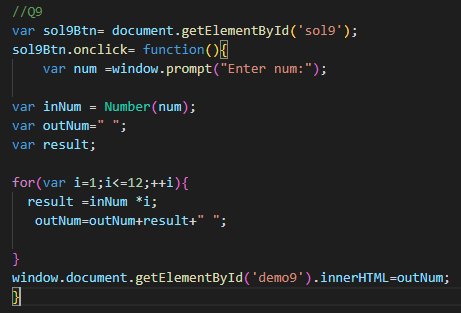 //Q9
var sol9Btn= document.getElementById('sol9');
sol9Btn.onclick= function(){
    var num =window.prompt("Enter num:");

var inNum = Number(num);
var outNum=" ";
var result;

for(var i=1;i<=12;++i){
  result =inNum *i;
   outNum=outNum+result+" ";

}
window.document.getElementById('demo9').innerHTML=outNum;
}